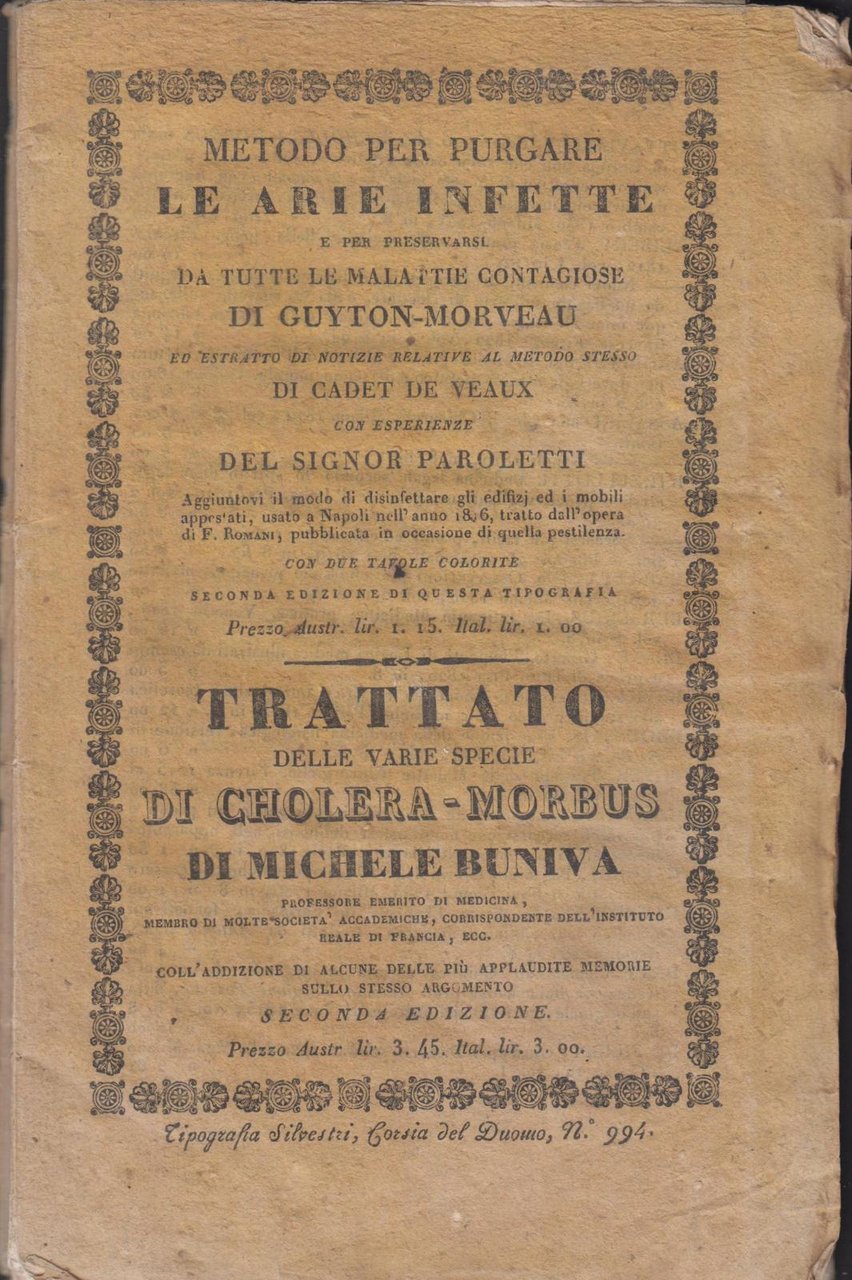 METODO PER PURGARE
LE ARIE INFETTE
E PER PRESERVARSI
DA TUTTE LE MALATTIE CONTAGIOSE
DI GUYTON-MORVEAU
ED ESTRATTO DI NOTIZIE RELATIVE AL METODO STESSO
DI CADET DE VEAUX
CON ESPERIENZE
DEL SIGNOR PAROLETTI
Aggiuntovi il modo di disinfettare gli edifizj ed i mobili
appestati, usato a Napoli nell' anno 1816, tratto dall' opera
di F. ROMANI, pubblicata in occasione di quella pestilenza.
CON DUE TAVOLE COLORITE
SECONDA EDIZIONE DI QUESTA TIPOGRAFIA
Prezzo Austr. lir. 1. 15. Ital. lir. 1. 00
TRATTATO
DELLE VARIE SPECIE
DI CHOLERA-MORBUS
DI MICHELE BUNIVA
PROFESSORE EMERITO DI MEDICINA,
MEMBRO DI MOLTE SOCIETA' ACCADEMICHE, CORRISPONDENTE DELL'INSTITUTO
REALE DI FRANCIA, ECC.
COLL'ADDIZIONE DI ALCUNE DELLE PIÙ APPLAUDITE MEMORIE
SULLO STESSO ARGOMENTO
SECONDA EDIZIONE.
Prezzo Austr lir. 3. 45. Ital. lir. 3. 00.
Tipografia Silvestri, Corsia del Duomo, N.° 994.